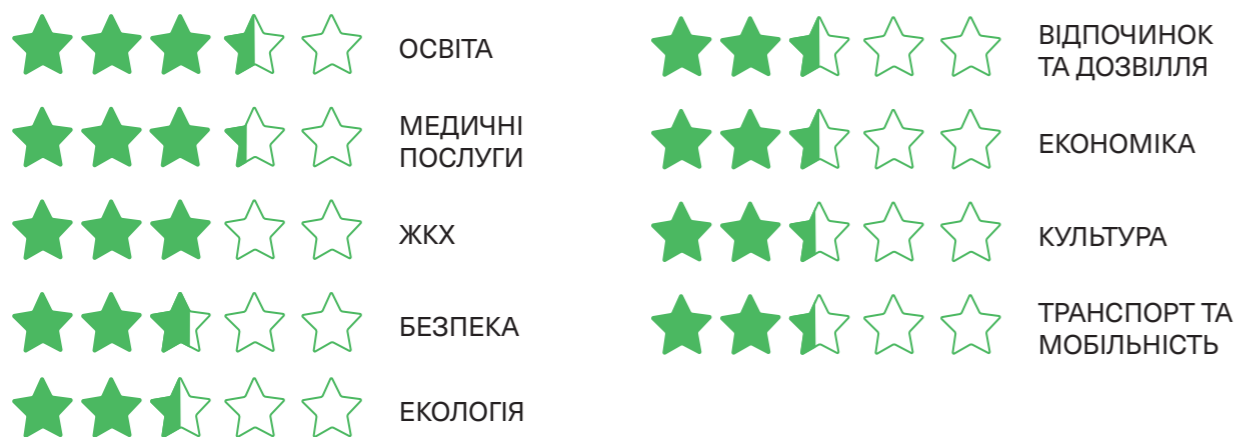 ОСВІТА
МЕДИЧНІ
ПОСЛУГИ
ЖКХ
БЕЗПЕКА
ЕКОЛОГІЯ
ВІДПОЧИНОК
ТА ДОЗВІЛЛЯ
ЕКОНОМІКА
КУЛЬТУРА
ТРАНСПОРТ ТА
МОБІЛЬНІСТЬ